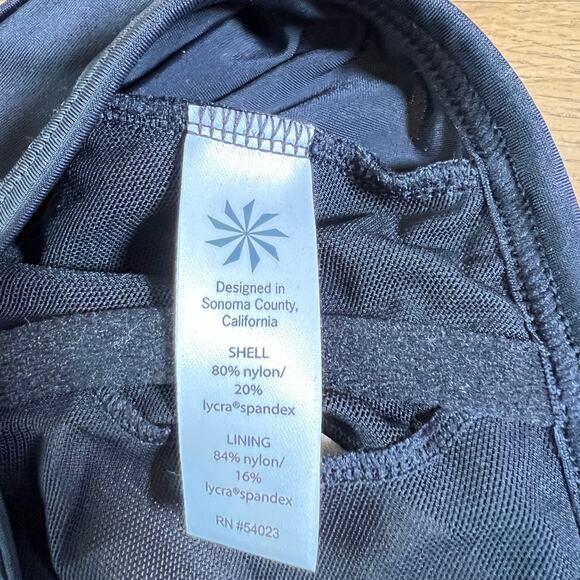 Designed in
Sonoma County,
California
SHELL
80% nylon/
20%
lycra®spandex
LINING
84% nylon/
16%
lycra®spandex
RN #54023